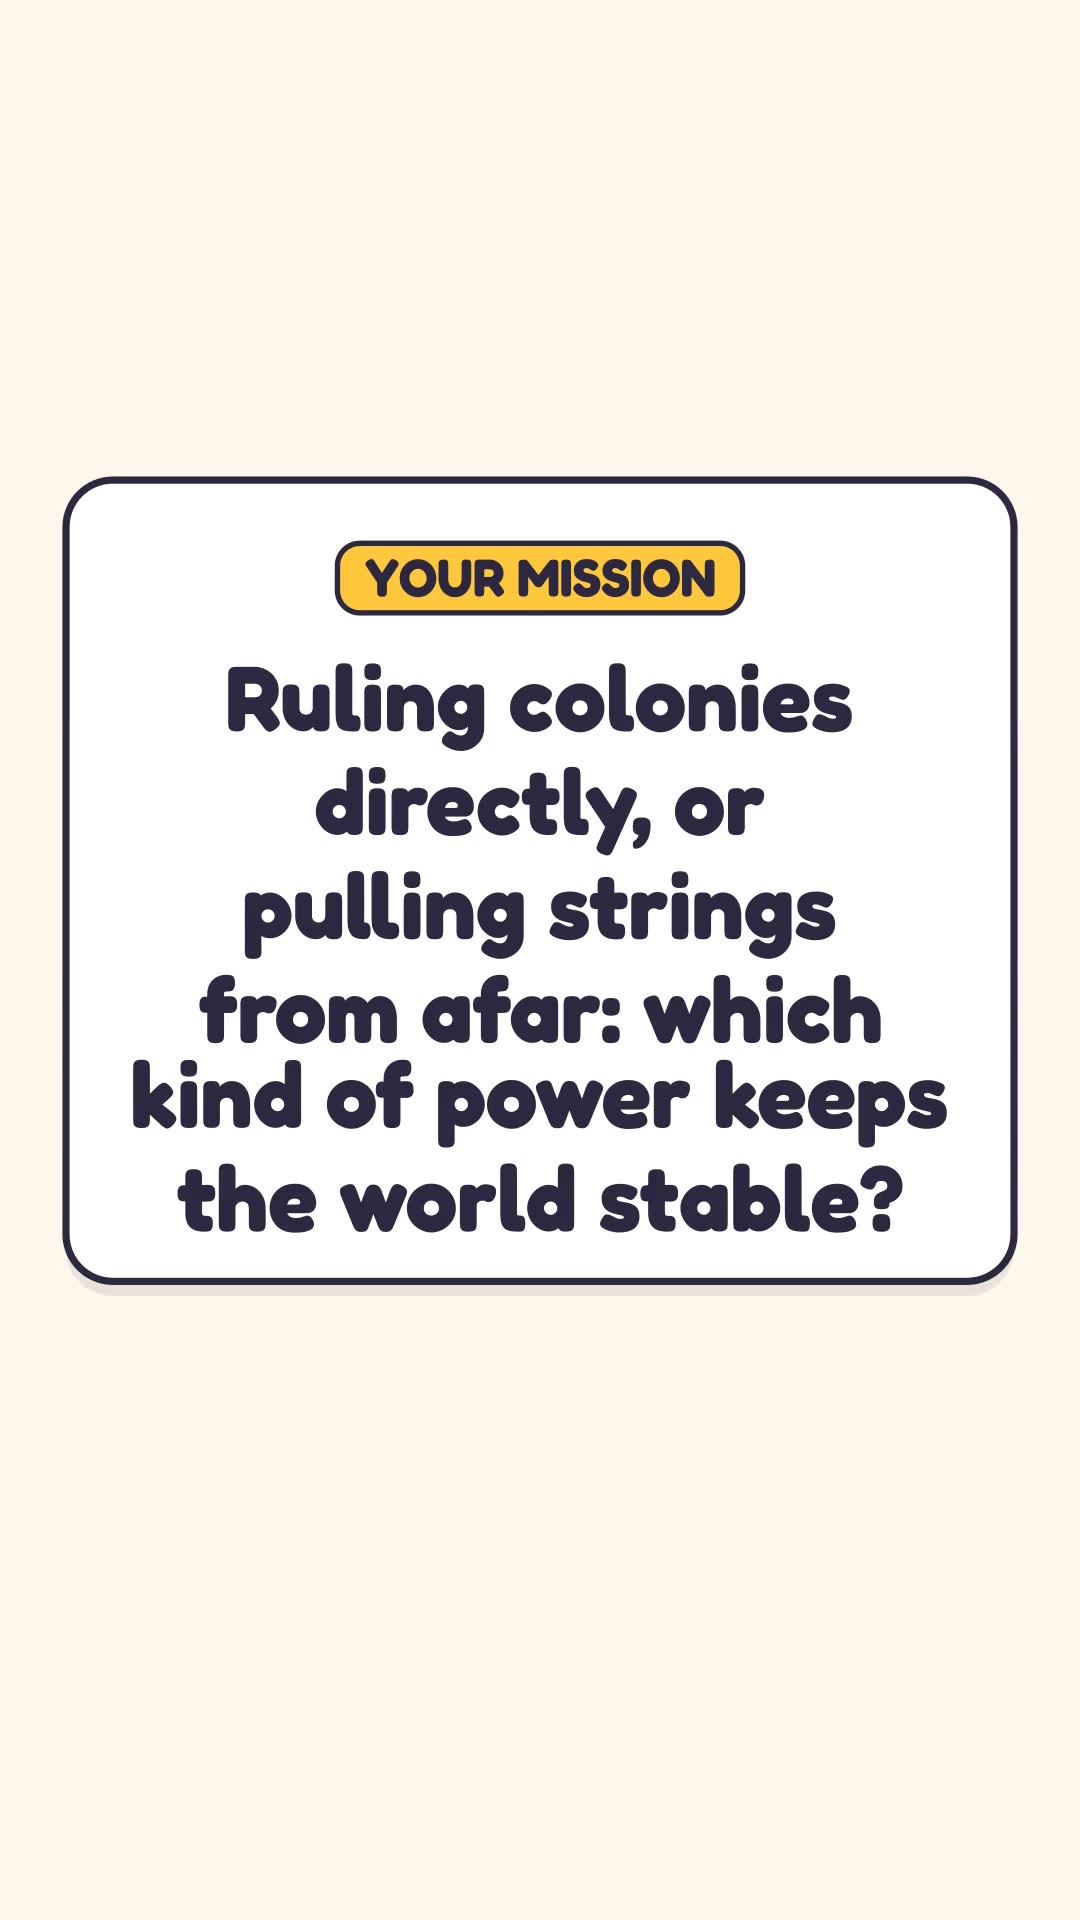 YOUR MISSION
Ruling colonies
directly, or
pulling strings
from afar: which
kind of power keeps
the world stable?